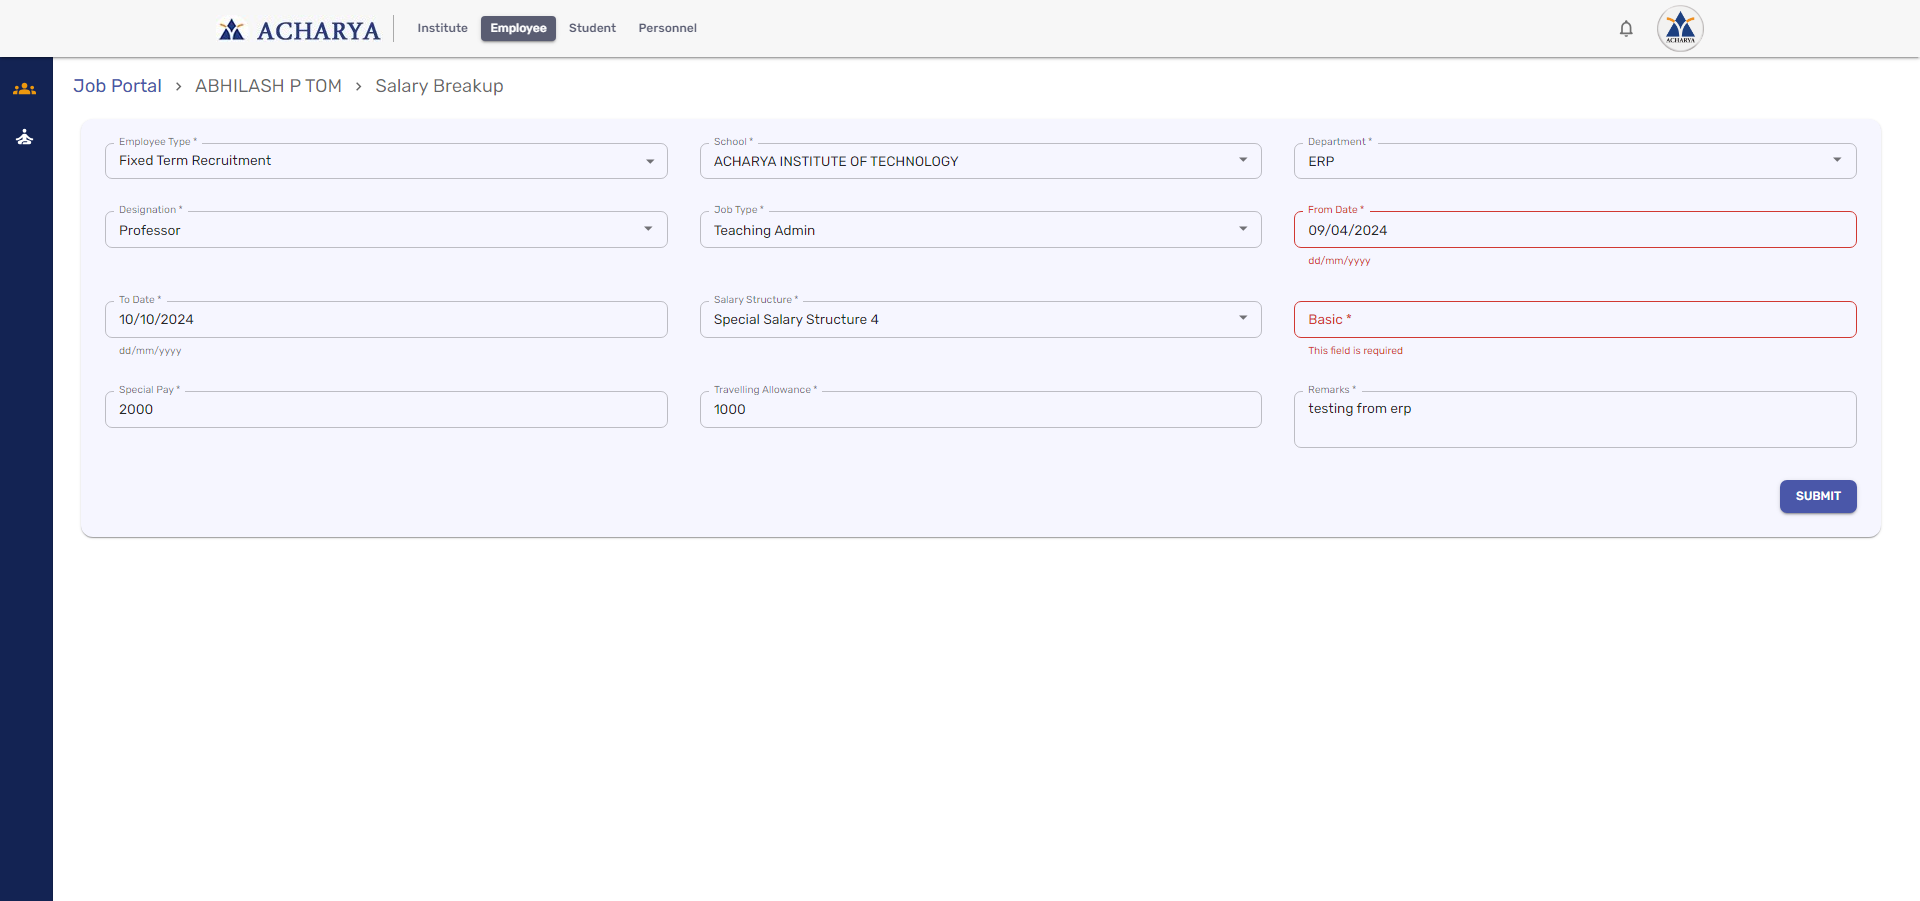 ACHARYA Institute Employee Student Personnel
ACHARYA
Job Portal > ABHILASH P TOM > Salary Breakup
Employee Type *
Fixed Term Recruitment
School *
ACHARYA INSTITUTE OF TECHNOLOGY
Department *
ERP
Designation *
Professor
Job Type *
Teaching Admin
From Date *
09/04/2024
dd/mm/yyyy
To Date *
10/10/2024
dd/mm/yyyy
Salary Structure *
Special Salary Structure 4
Basic *
This field is required
Special Pay *
2000
Travelling Allowance *
1000
Remarks *
testing from erp
SUBMIT